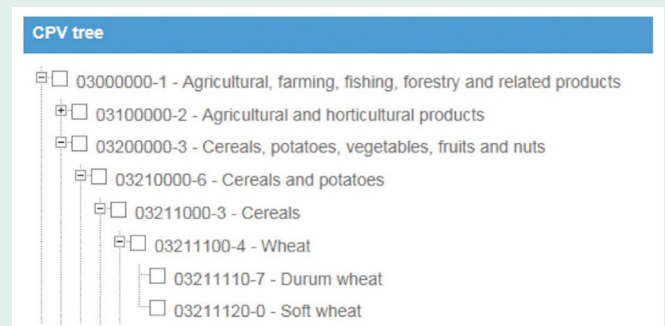 CPV tree
03000000-1 - Agricultural, farming, fishing, forestry and related products
03100000-2 - Agricultural and horticultural products
03200000-3 - Cereals, potatoes, vegetables, fruits and nuts
03210000-6 - Cereals and potatoes
03211000-3 - Cereals
03211100-4 - Wheat
03211110-7 - Durum wheat
03211120-0 - Soft wheat